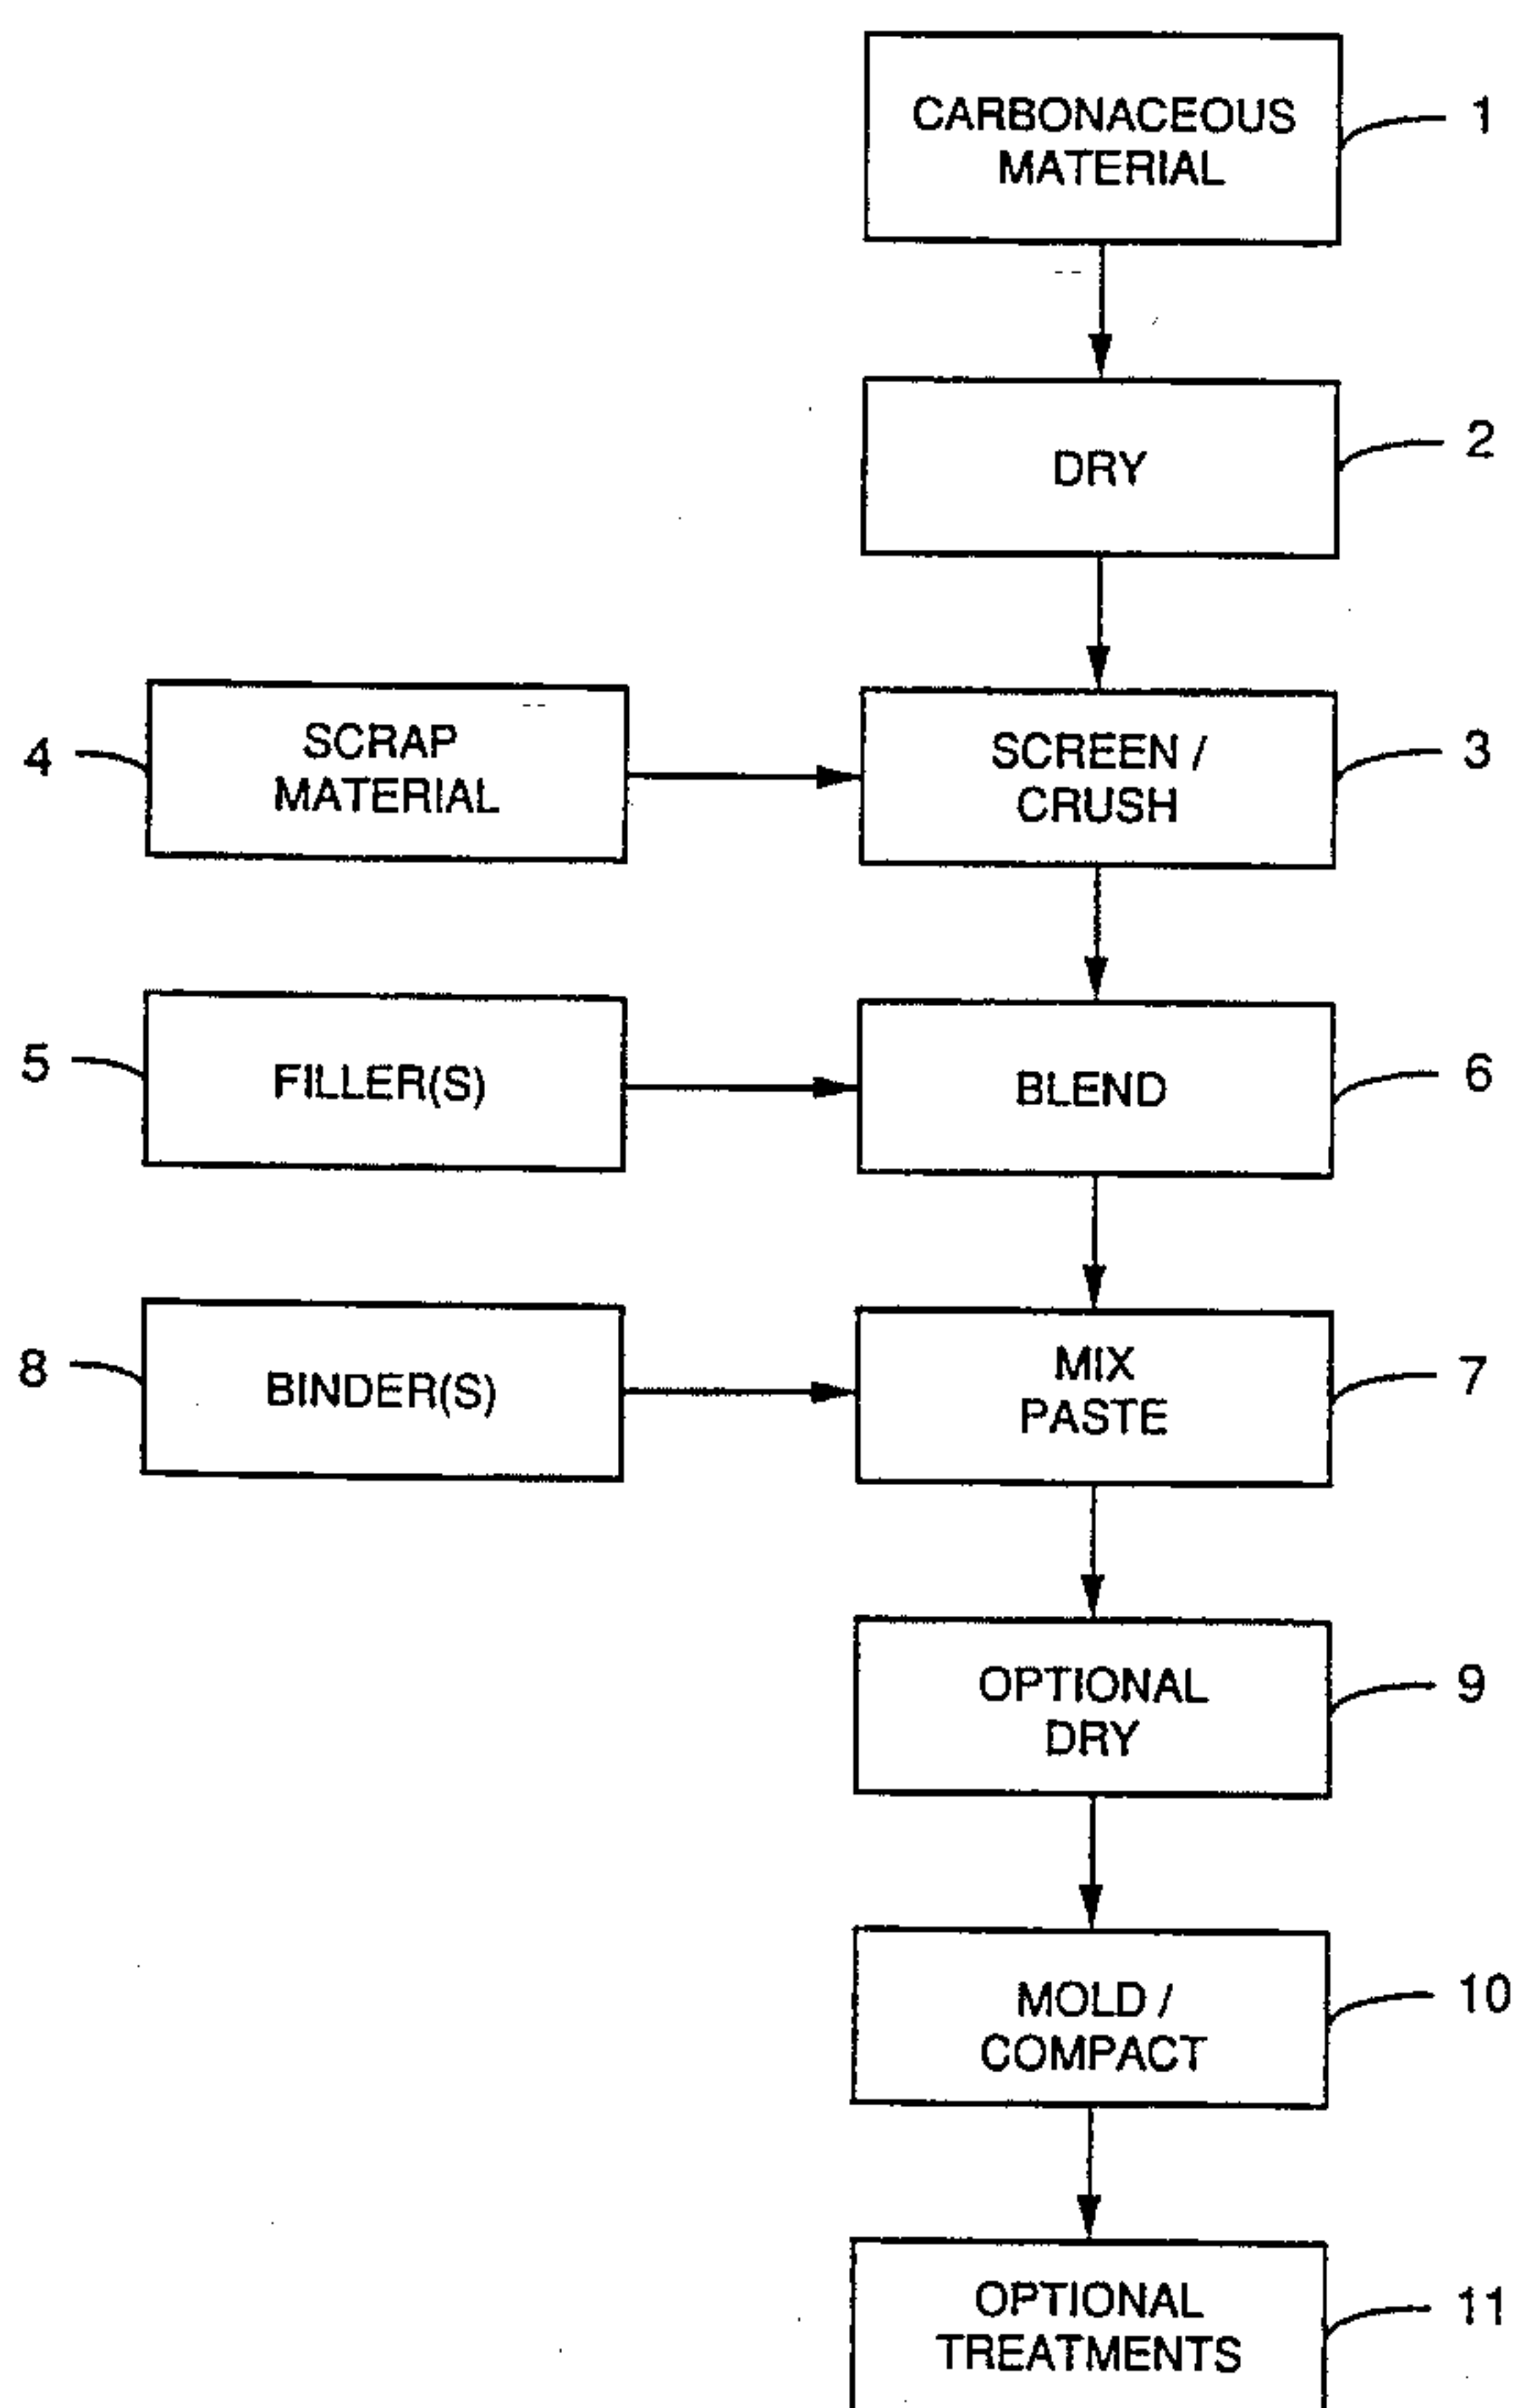 CARBONACEOUS
MATERIAL
1
DRY
2
4
SCRAP
MATERIAL
SCREEN /
CRUSH
3
5
FILLER(S)
BLEND
6
8
BINDER(S)
MIX
PASTE
7
OPTIONAL
DRY
9
MOLD /
COMPACT
10
OPTIONAL
TREATMENTS
11